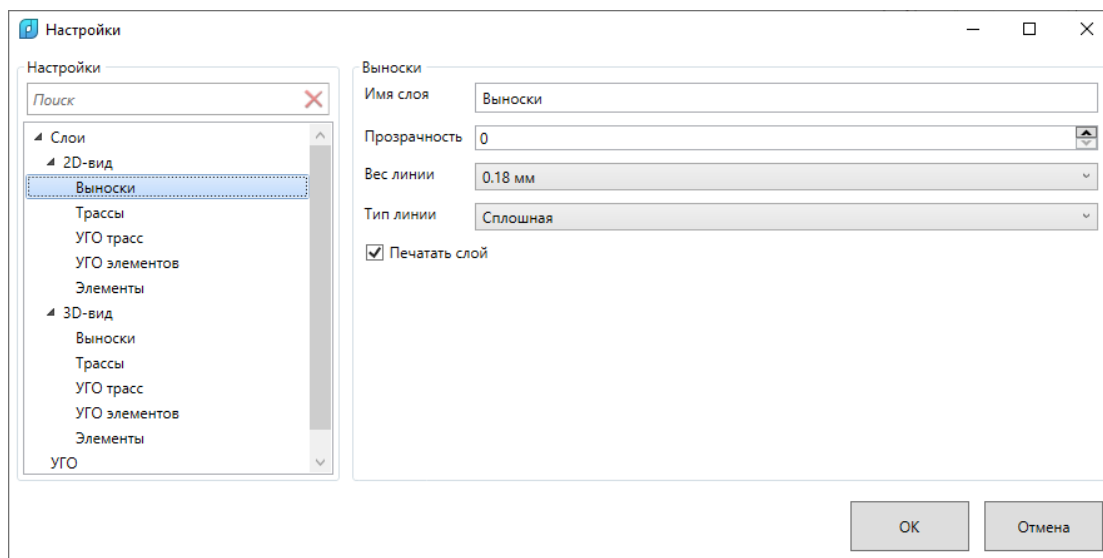 Настройки
Настройки
Поиск
Слои
2D-вид
Выноски
Трассы
УГО трасс
УГО элементов
Элементы
3D-вид
Выноски
Трассы
УГО трасс
УГО элементов
Элементы
УГО
Выноски
Имя слоя Выноски
Прозрачность 0
Вес линии 0.18 мм
Тип линии Сплошная
Печатать слой
ОК Отмена